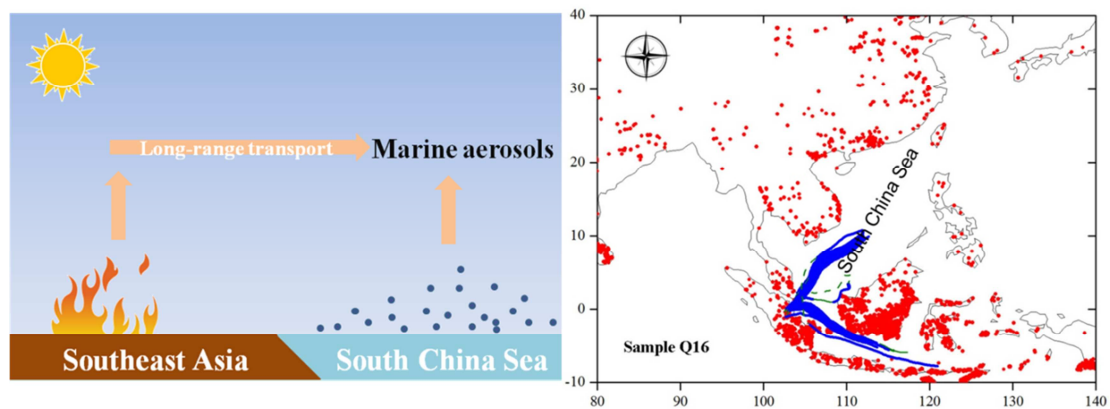 Long-range transport
Marine aerosols
Southeast Asia
South China Sea
40
30
20
10
0
-10
South China Sea
Sample Q16
80
90
100
110
120
130
140